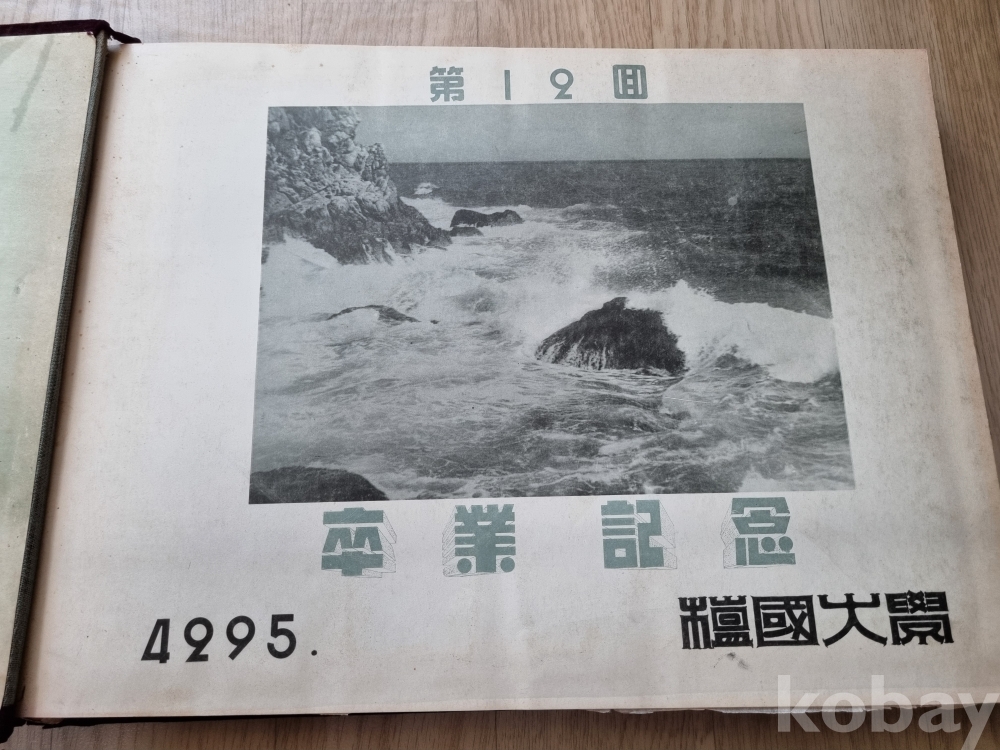 第12回
卒業記念
4295.
檀國大學
kobay